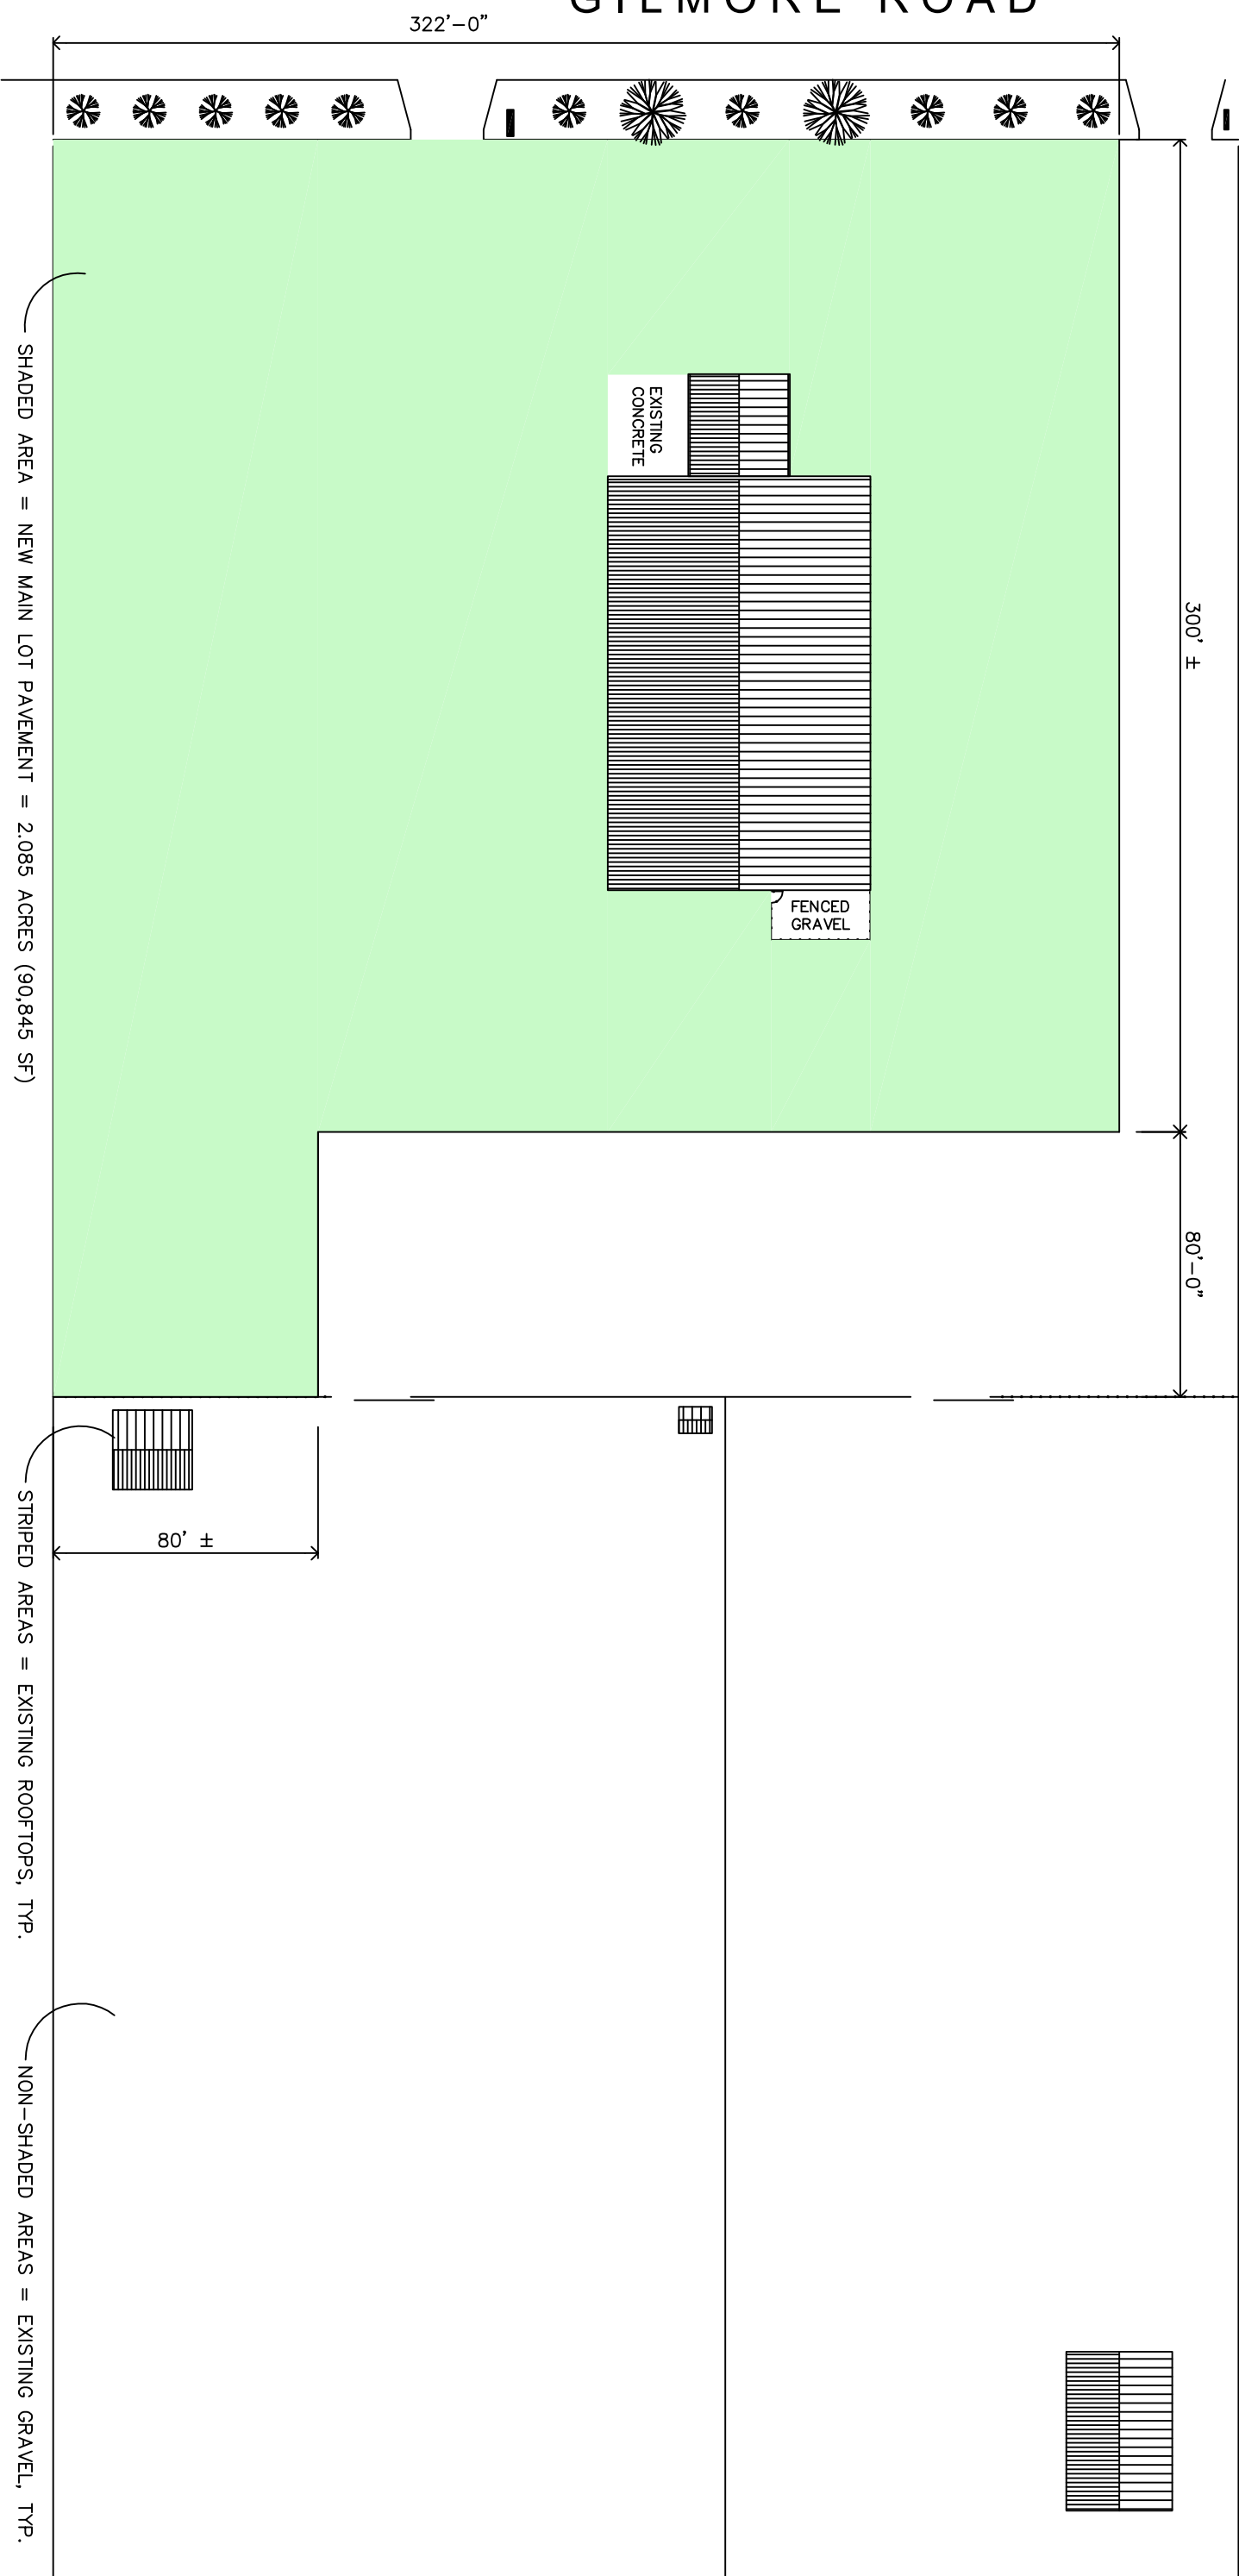 GILMORE ROAD
322'-0"
SHADED AREA = NEW MAIN LOT PAVEMENT = 2.085 ACRES (90,845 SF)
EXISTING
CONCRETE
300' ±
FENCED
GRAVEL
80'-0"
80' ±
STRIPED AREAS = EXISTING ROOFTOPS, TYP.
NON-SHADED AREAS = EXISTING GRAVEL, TYP.